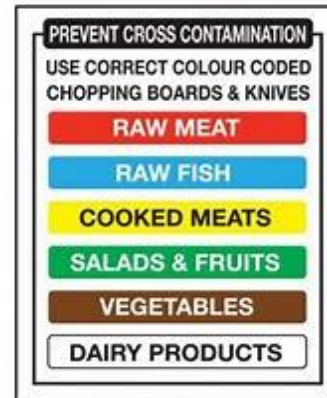 PREVENT CROSS CONTAMINATION
USE CORRECT COLOUR CODED
CHOPPING BOARDS & KNIVES
RAW MEAT
RAW FISH
COOKED MEATS
SALADS & FRUITS
VEGETABLES
DAIRY PRODUCTS